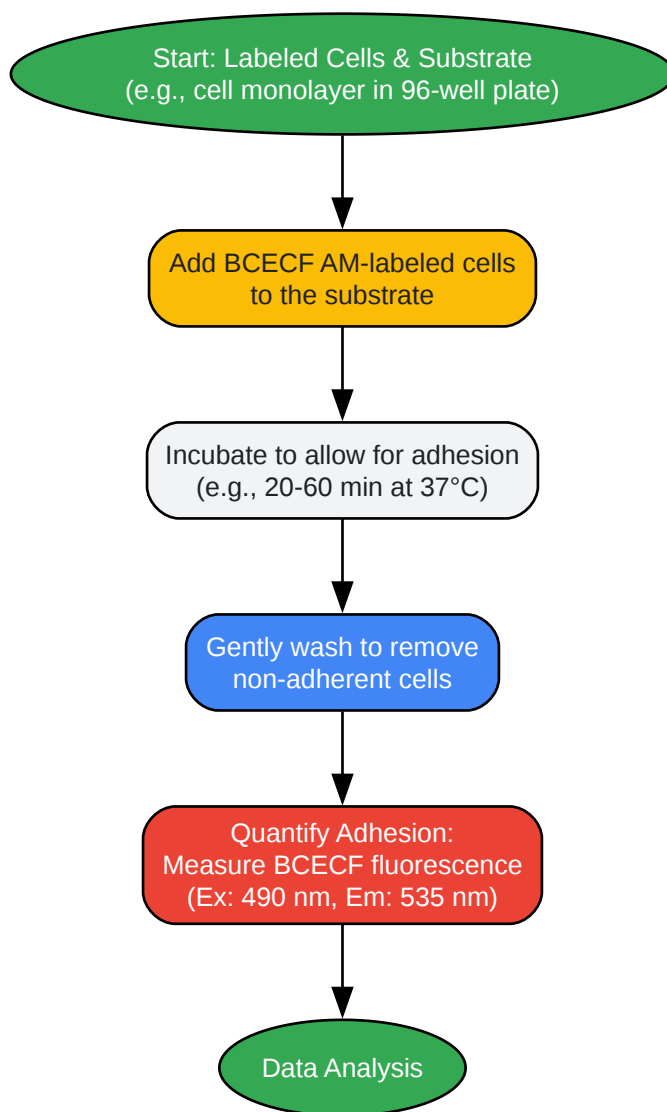 Start: Labeled Cells & Substrate
(e.g., cell monolayer in 96-well plate)
Add BCECF AM-labeled cells
to the substrate
Incubate to allow for adhesion
(e.g., 20-60 min at 37°C)
Gently wash to remove
non-adherent cells
Quantify Adhesion:
Measure BCECF fluorescence
(Ex: 490 nm, Em: 535 nm)
Data Analysis